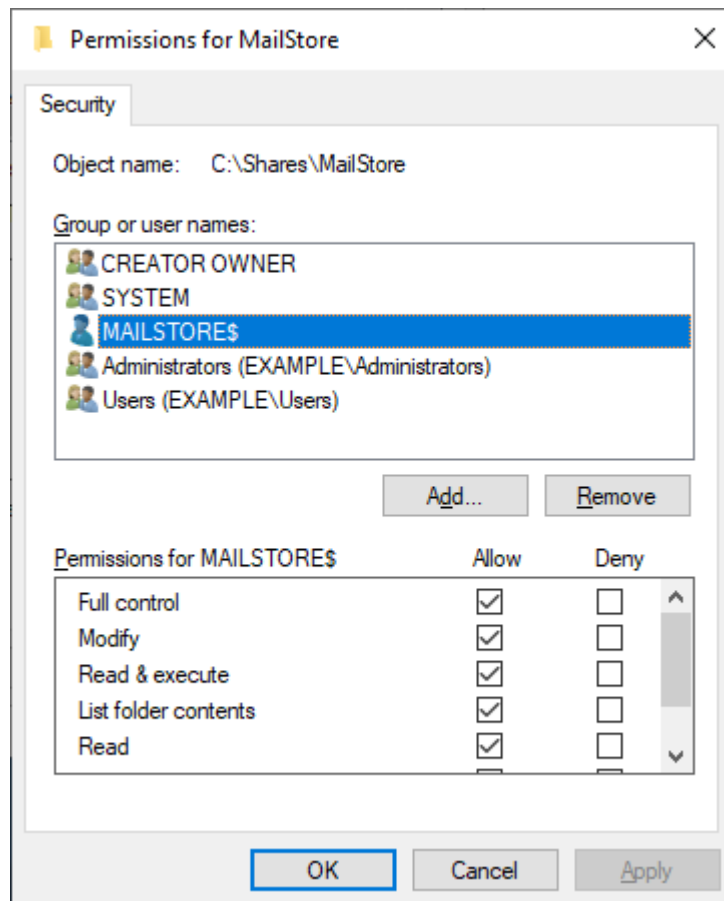 Permissions for MailStore
Security
Object name: C:\Shares\MailStore
Group or user names:
CREATOR OWNER
SYSTEM
MAILSTORE$
Administrators (EXAMPLE\Administrators)
Users (EXAMPLE\Users)
Add... Remove
Permissions for MAILSTORE$ Allow Deny
Full control
Modify
Read & execute
List folder contents
Read
OK Cancel Apply